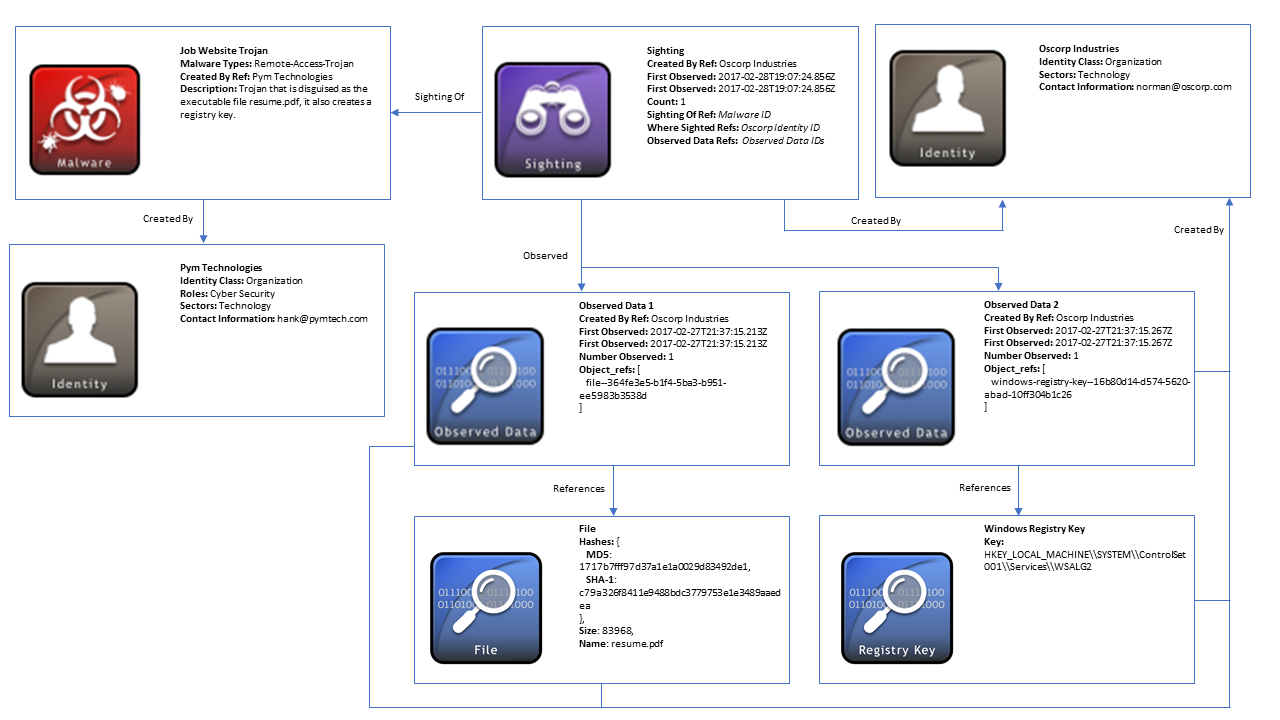 Job Website Trojan
Malware Types: Remote-Access-Trojan
Created By Ref: Pym Technologies
Description: Trojan that is disguised as the
executable file resume.pdf, it also creates a
registry key.
Malware
Sighting Of
Sighting
Created By Ref: Oscorp Industries
First Observed: 2017-02-28T19:07:24.856Z
First Observed: 2017-02-28T19:07:24.856Z
Count: 1
Sighting Of Ref: Malware ID
Where Sighted Refs: Oscorp Identity ID
Observed Data Refs: Observed Data IDs
Sighting
Oscorp Industries
Identity Class: Organization
Sectors: Technology
Contact Information: norman@oscorp.com
Identity
Created By
Created By
Created By
Pym Technologies
Identity Class: Organization
Roles: Cyber Security
Sectors: Technology
Contact Information: hank@pymtech.com
Identity
Observed
Observed Data 1
Created By Ref: Oscorp Industries
First Observed: 2017-02-27T21:37:15.213Z
First Observed: 2017-02-27T21:37:15.213Z
Number Observed: 1
Object_refs: [
file--364fe3e5-b1f4-5ba3-b951-
ee5983b3538d
]
011100 100
011010 000
Observed Data
Observed Data 2
Created By Ref: Oscorp Industries
First Observed: 2017-02-27T21:37:15.267Z
First Observed: 2017-02-27T21:37:15.267Z
Number Observed: 1
Object_refs: [
windows-registry-key--16b80d14-d574-5620-
abad-10ff304b1c26
]
Observed Data
References
References
File
Hashes: {
MD5:
1717b7fff97d37a1e1a0029d83492de1,
SHA-1:
c79a326f8411e9488bdc3779753e1e3489aaed
ea
},
Size: 83968,
Name: resume.pdf
File
Windows Registry Key
Key:
HKEY_LOCAL_MACHINE\\SYSTEM\\ControlSet
001\\Services\\WSALG2
Registry Key